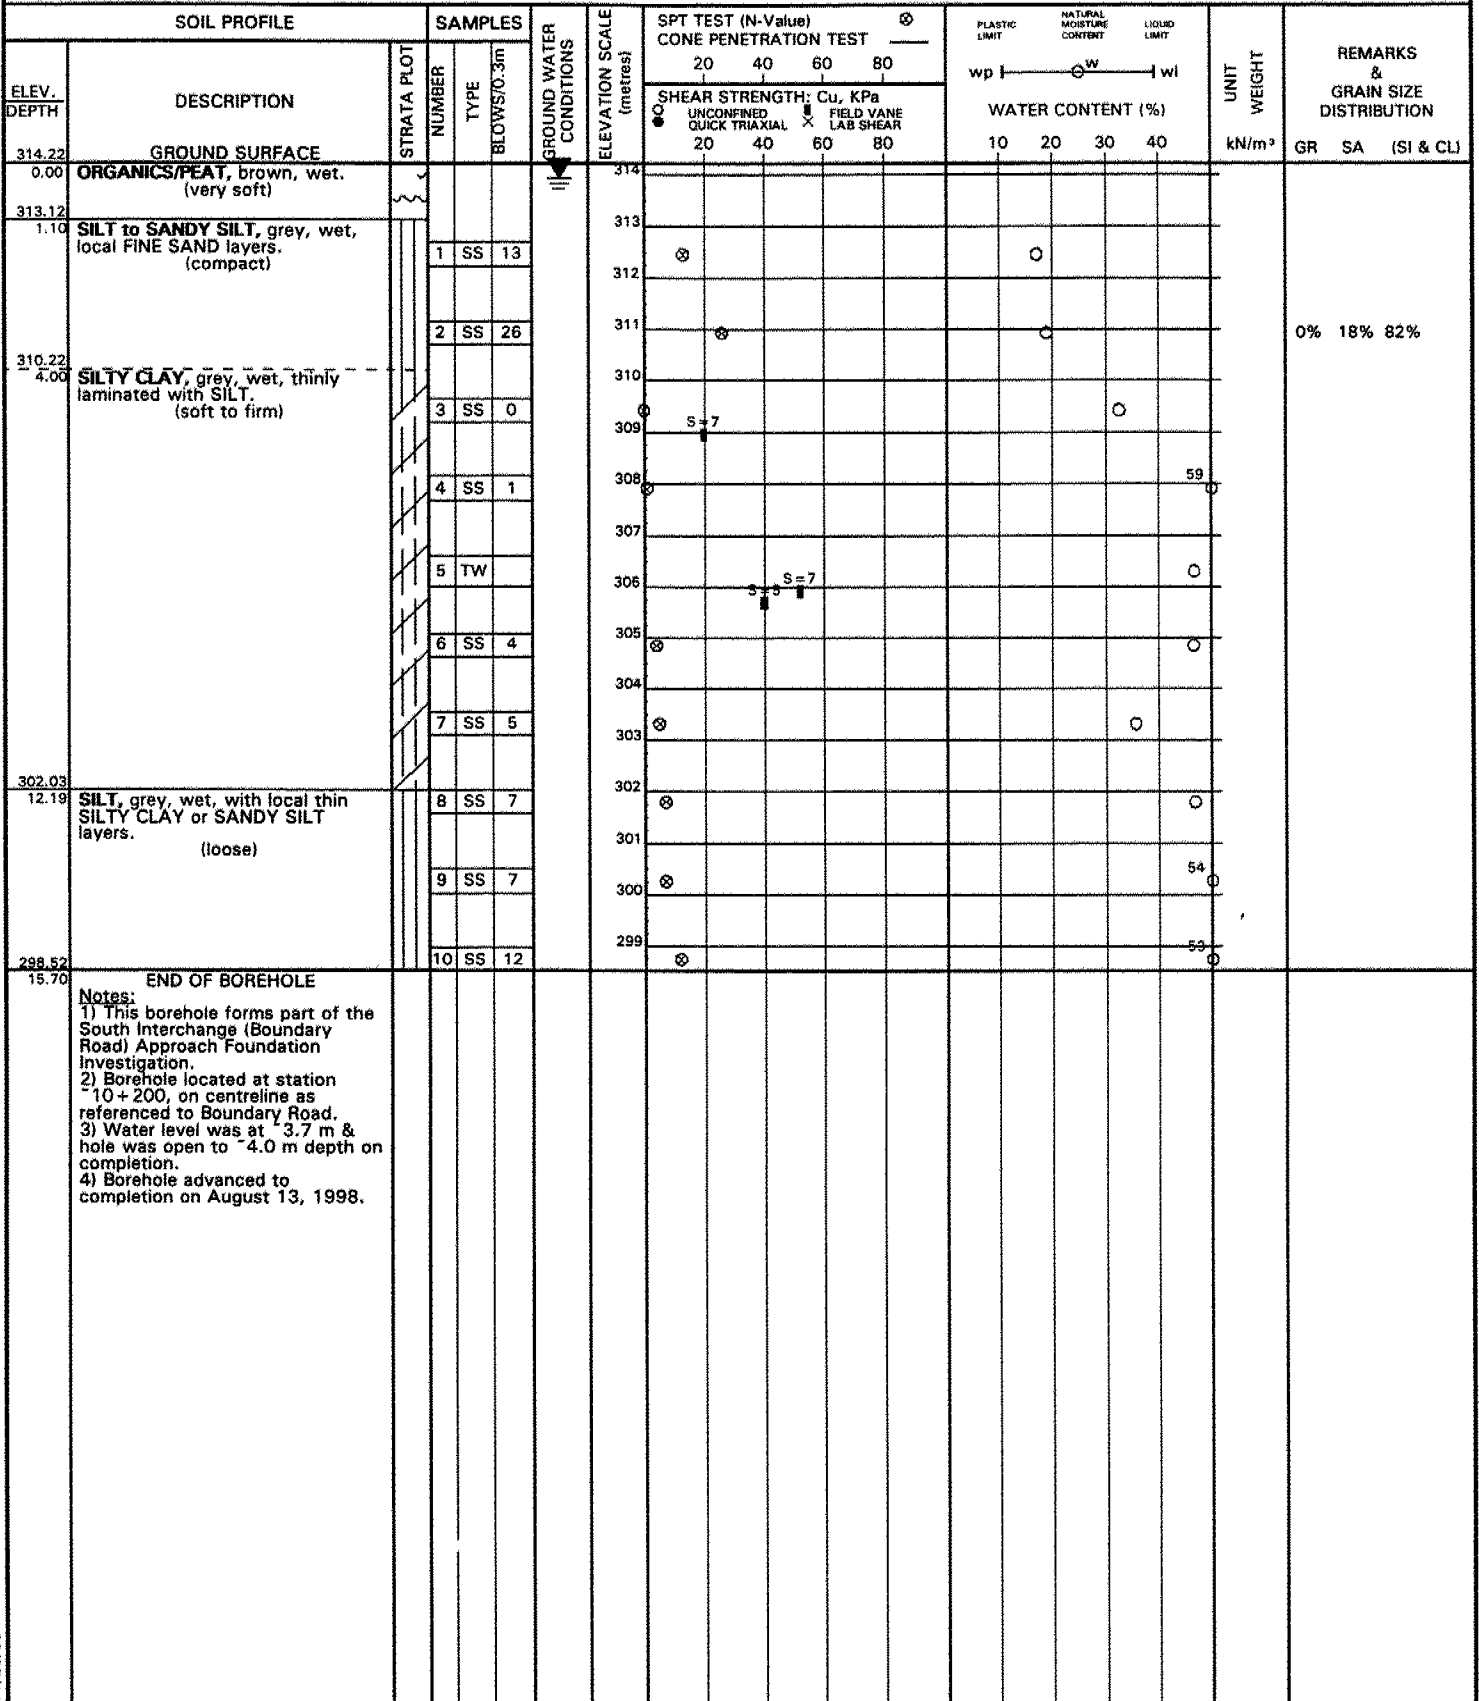 SOIL PROFILE
SAMPLES
GROUND WATER CONDITIONS
ELEVATION SCALE (metres)
SPT TEST (N-Value) ⊗
CONE PENETRATION TEST —
20 40 60 80
SHEAR STRENGTH: Cu, KPa
○ UNCONFINED ▮ FIELD VANE
● QUICK TRIAXIAL × LAB SHEAR
20 40 60 80
PLASTIC LIMIT
NATURAL MOISTURE CONTENT
LIQUID LIMIT
wp w wl
WATER CONTENT (%)
10 20 30 40
UNIT WEIGHT
kN/m³
REMARKS
&
GRAIN SIZE
DISTRIBUTION
GR SA (SI & CL)
ELEV.
DEPTH
DESCRIPTION
STRATA PLOT
NUMBER
TYPE
BLOWS/0.3m
314.22 GROUND SURFACE
0.00 ORGANICS/PEAT, brown, wet.
(very soft)
314
313.12
313
1.10 SILT to SANDY SILT, grey, wet,
local FINE SAND layers.
(compact)
1 SS 13
312
2 SS 26
311
0% 18% 82%
310.22
4.00 SILTY CLAY, grey, wet, thinly
laminated with SILT.
(soft to firm)
310
3 SS 0
S=7
309
59
308
4 SS 1
307
5 TW
S=7
306
305
6 SS 4
304
7 SS 5
303
302.03
302
12.19 SILT, grey, wet, with local thin
SILTY CLAY or SANDY SILT
layers.
(loose)
8 SS 7
301
54
9 SS 7
300
299
298.52
10 SS 12
15.70 END OF BOREHOLE
Notes:
1) This borehole forms part of the
South Interchange (Boundary
Road) Approach Foundation
Investigation.
2) Borehole located at station
~10+200, on centreline as
referenced to Boundary Road.
3) Water level was at ~3.7 m &
hole was open to ~4.0 m depth on
completion.
4) Borehole advanced to
completion on August 13, 1998.